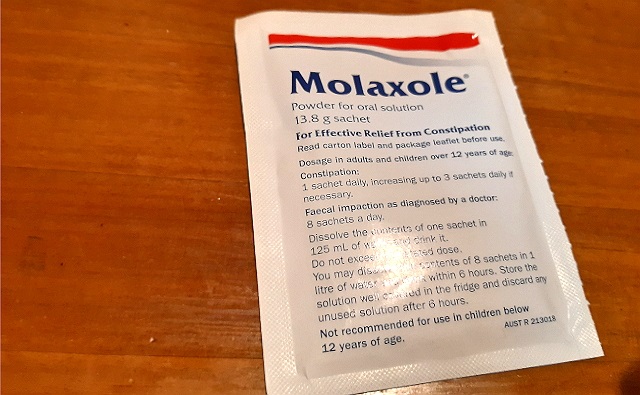 Molaxole®
Powder for oral solution
13.8 g sachet
For Effective Relief From Constipation
Read carton label and package leaflet before use.
Dosage in adults and children over 12 years of age:
Constipation:
1 sachet daily, increasing up to 3 sachets daily if
necessary.
Faecal impaction as diagnosed by a doctor:
8 sachets a day.
Dissolve the contents of one sachet in
125 mL of and drink it.
Do not exceed dose.
You may contents of 8 sachets in 1
litre of water within 6 hours. Store the
solution well in the fridge and discard any
unused solution after 6 hours.
Not recommended for use in children below
12 years of age.
AUST R 213018